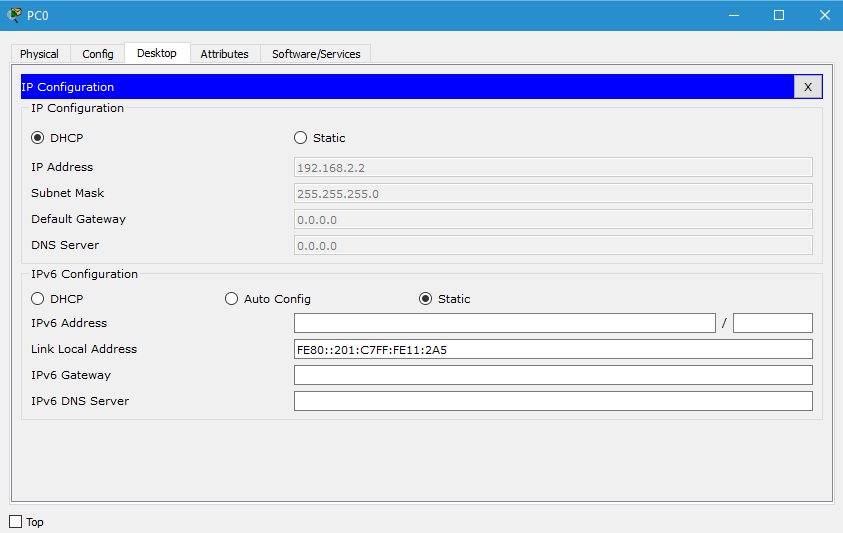 PC0
Physical Config Desktop Attributes Software/Services
IP Configuration X
IP Configuration
DHCP Static
IP Address 192.168.2.2
Subnet Mask 255.255.255.0
Default Gateway 0.0.0.0
DNS Server 0.0.0.0
IPv6 Configuration
DHCP Auto Config Static
IPv6 Address /
Link Local Address FE80::201:C7FF:FE11:2A5
IPv6 Gateway
IPv6 DNS Server
Top